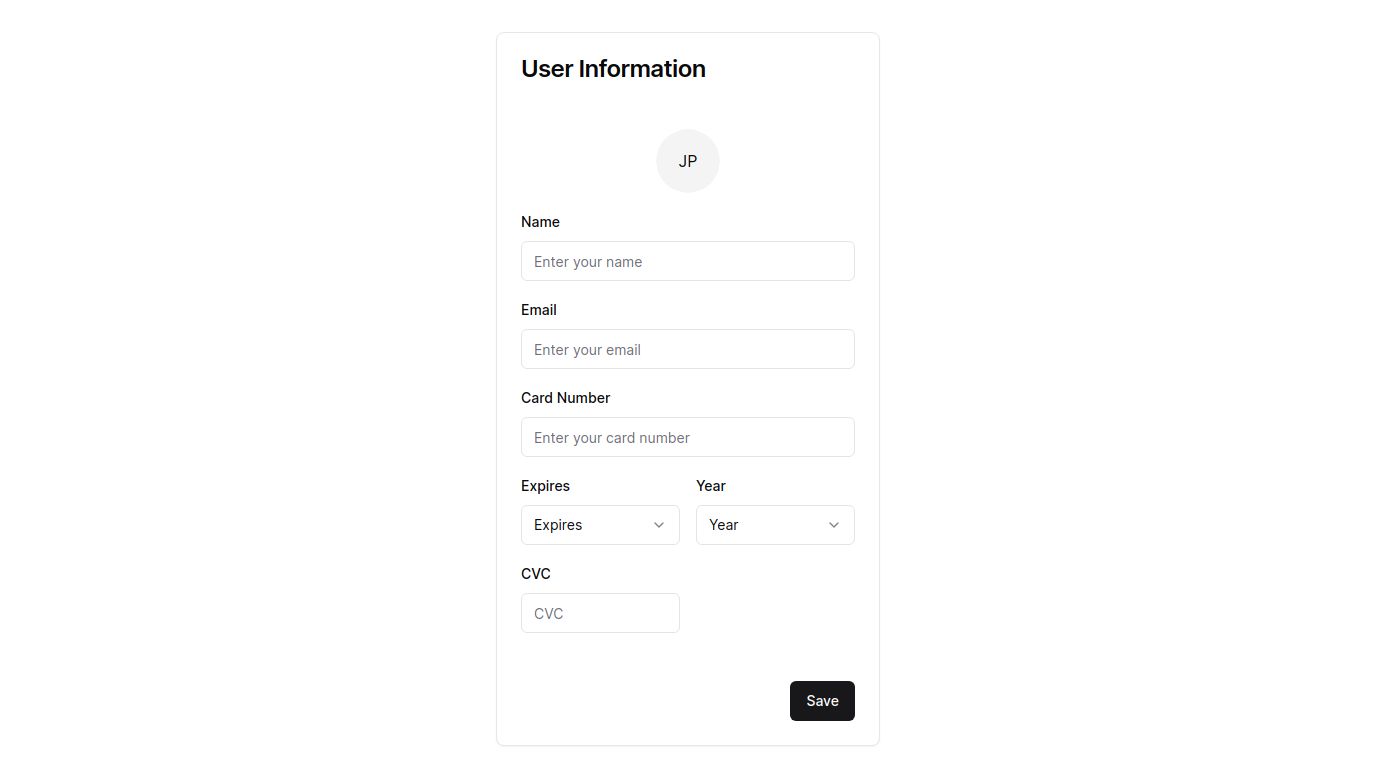 User Information
JP
Name
Enter your name
Email
Enter your email
Card Number
Enter your card number
Expires Year
Expires Year
CVC
CVC
Save